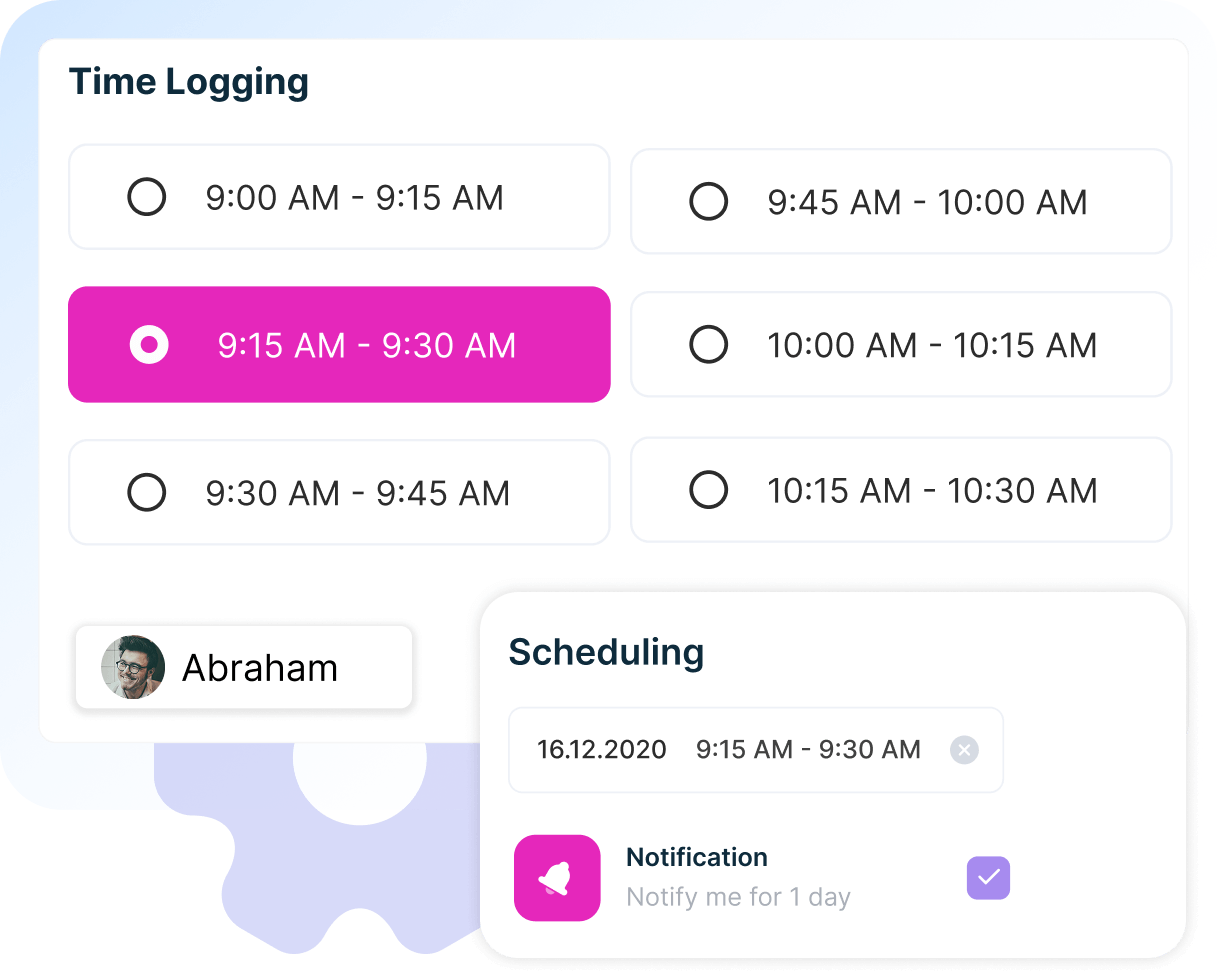 Time Logging
9:00 AM - 9:15 AM
9:45 AM - 10:00 AM
9:15 AM - 9:30 AM
10:00 AM - 10:15 AM
9:30 AM - 9:45 AM
10:15 AM - 10:30 AM
Abraham
Scheduling
16.12.2020 9:15 AM - 9:30 AM
Notification
Notify me for 1 day